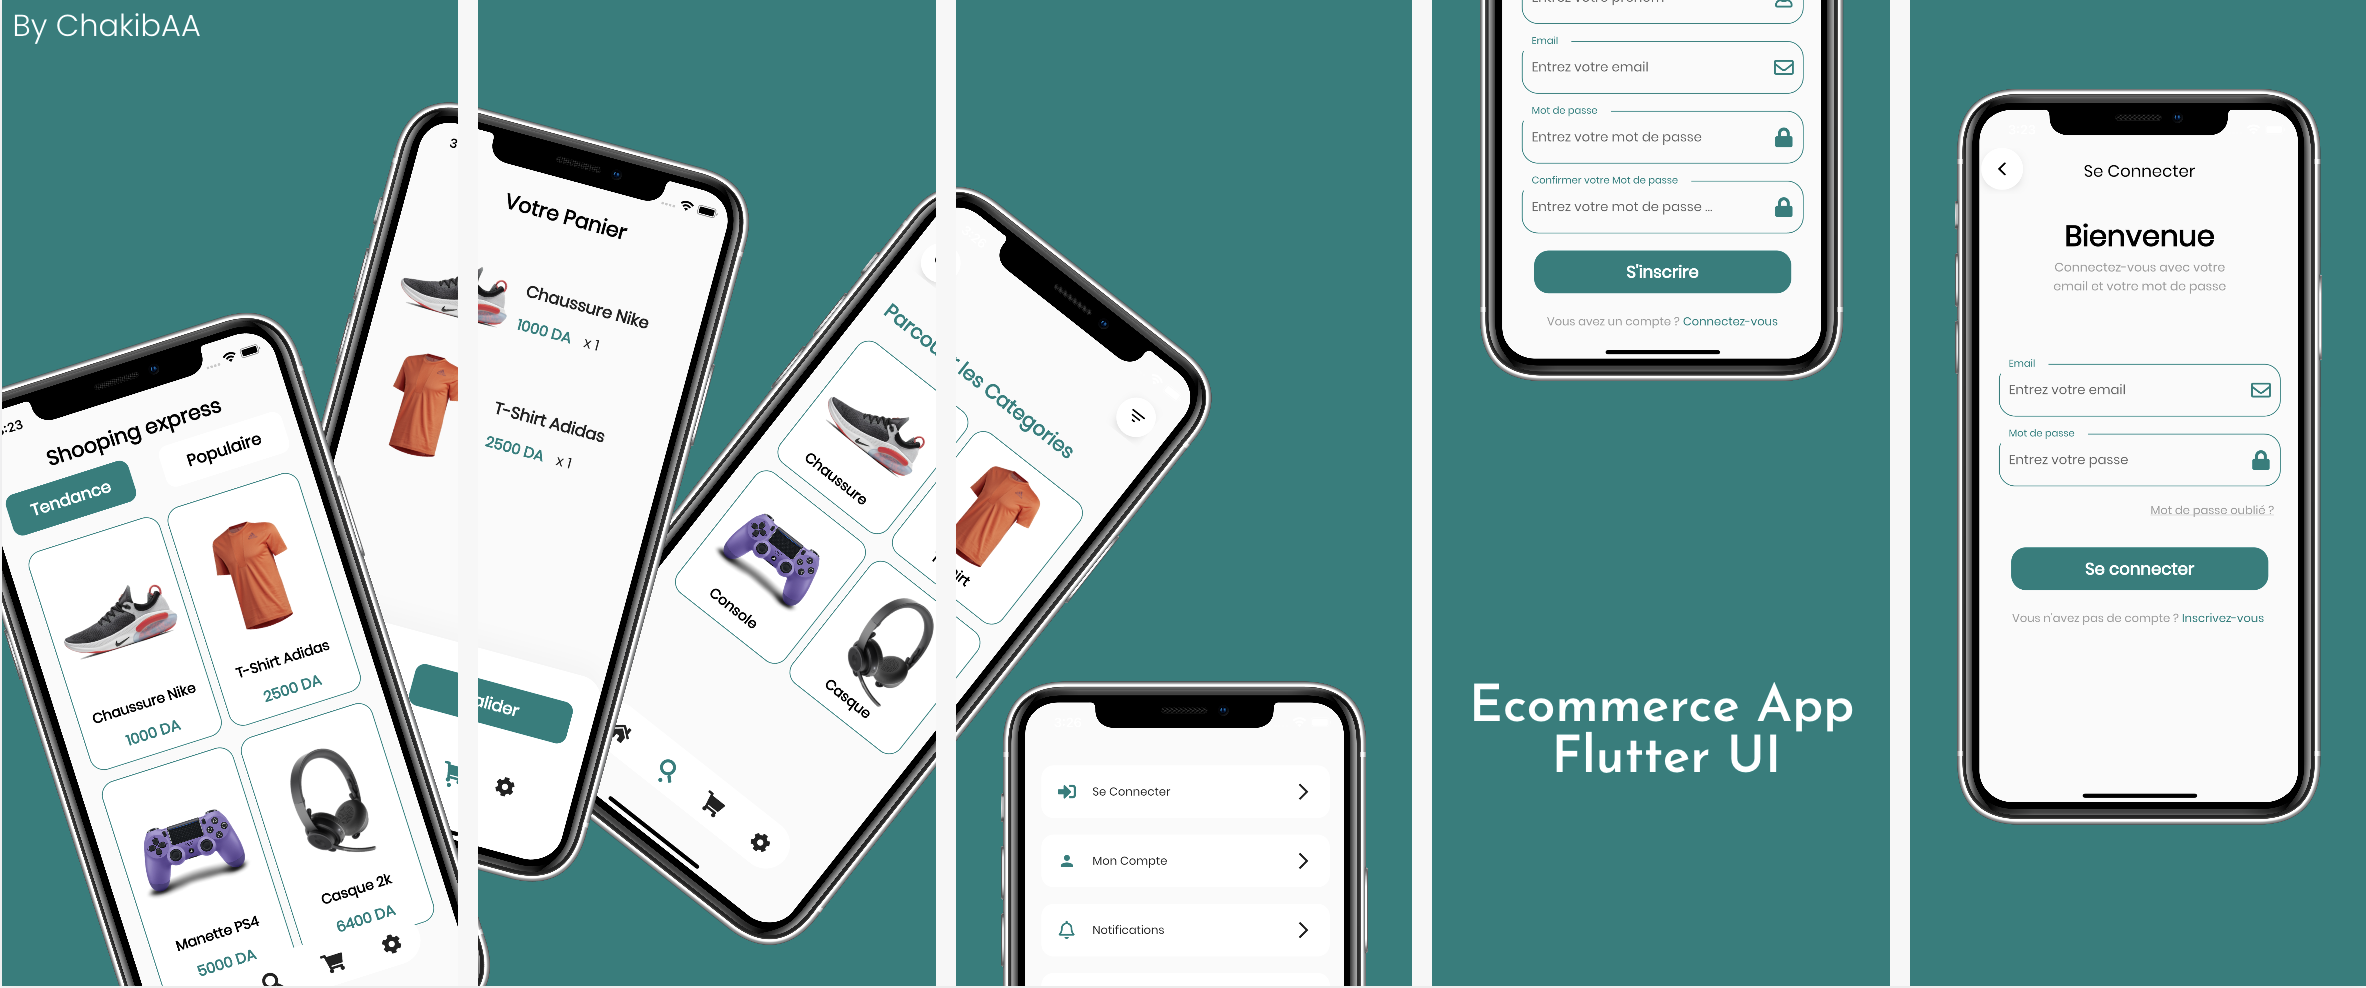 By ChakibAA
:23
Shooping express
Tendance
Populaire
Chaussure Nike
1000 DA
T-Shirt Adidas
2500 DA
Manette PS4
5000 DA
Casque 2k
6400 DA
3
Votre Panier
Chaussure Nike
1000 DA x 1
T-Shirt Adidas
2500 DA x 1
alider
Parcou r les Categories
Chaussure
irt
Console
Casque
Se Connecter
Mon Compte
Notifications
Entrez votre prénom
Email
Entrez votre email
Mot de passe
Entrez votre mot de passe
Confirmer votre Mot de passe
Entrez votre mot de passe ...
S'inscrire
Vous avez un compte ? Connectez-vous
Ecommerce App
Flutter UI
Se Connecter
Bienvenue
Connectez-vous avec votre
email et votre mot de passe
Email
Entrez votre email
Mot de passe
Entrez votre passe
Mot de passe oublié ?
Se connecter
Vous n'avez pas de compte ? Inscrivez-vous